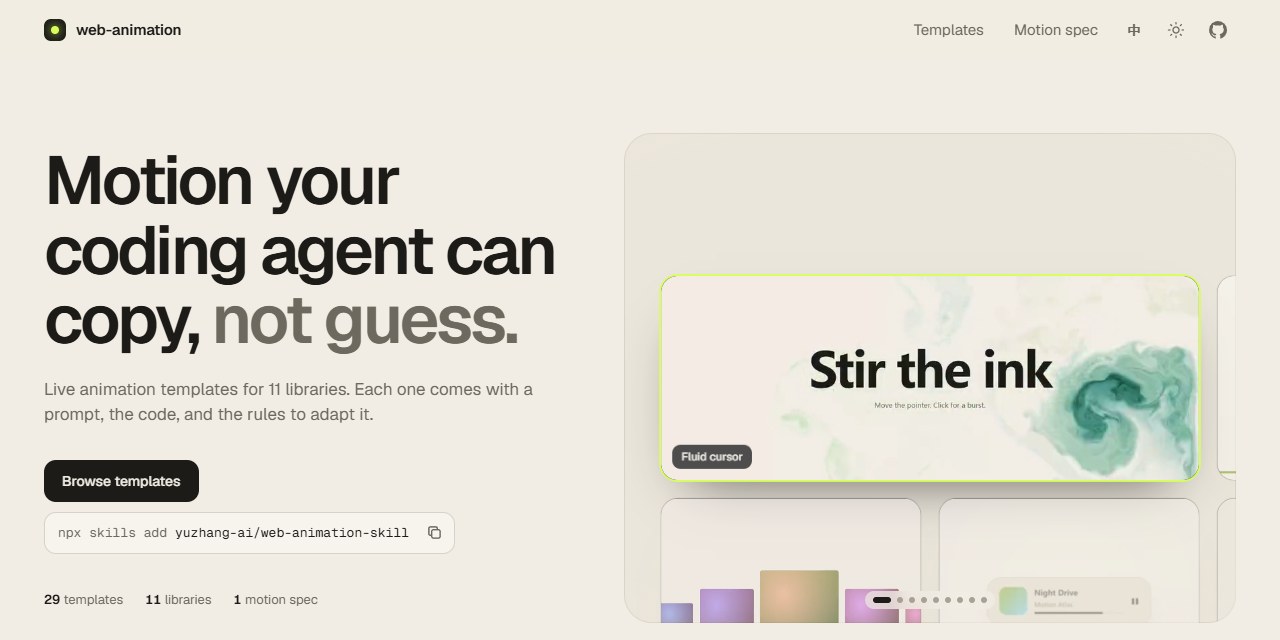 web-animation
Templates
Motion spec
中
Motion your
coding agent can
copy, not guess.
Live animation templates for 11 libraries. Each one comes with a
prompt, the code, and the rules to adapt it.
Browse templates
npx skills add yuzhang-ai/web-animation-skill
29 templates
11 libraries
1 motion spec
Stir the ink
Move the pointer. Click for a burst.
Fluid cursor
Night Drive
Motion Atlas